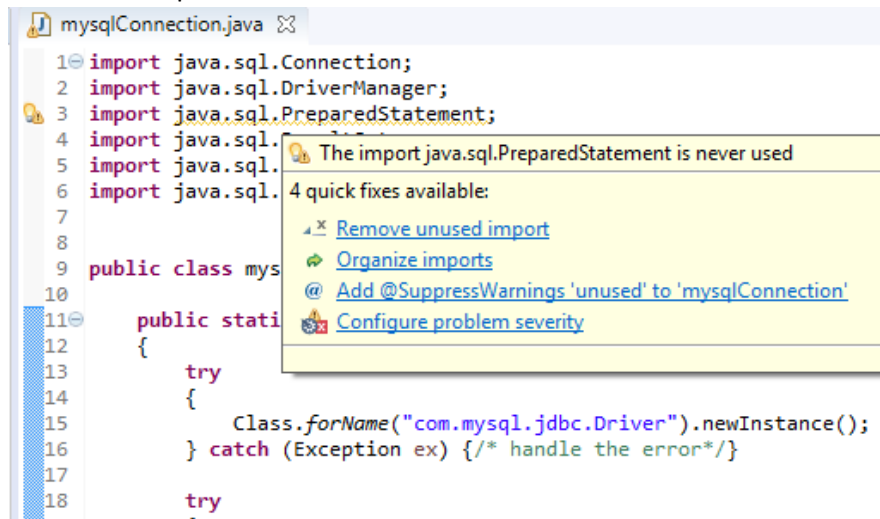 mysqlConnection.java
1 import java.sql.Connection;
2 import java.sql.DriverManager;
3 import java.sql.PreparedStatement;
4 import java.sql.
5 import java.sql.
6 import java.sql.
7
8
9 public class mys
10
11 public stati
12 {
13 try
14 {
15 Class.forName("com.mysql.jdbc.Driver").newInstance();
16 } catch (Exception ex) {/* handle the error*/}
17
18 try
The import java.sql.PreparedStatement is never used
4 quick fixes available:
Remove unused import
Organize imports
@ Add @SuppressWarnings 'unused' to 'mysqlConnection'
Configure problem severity